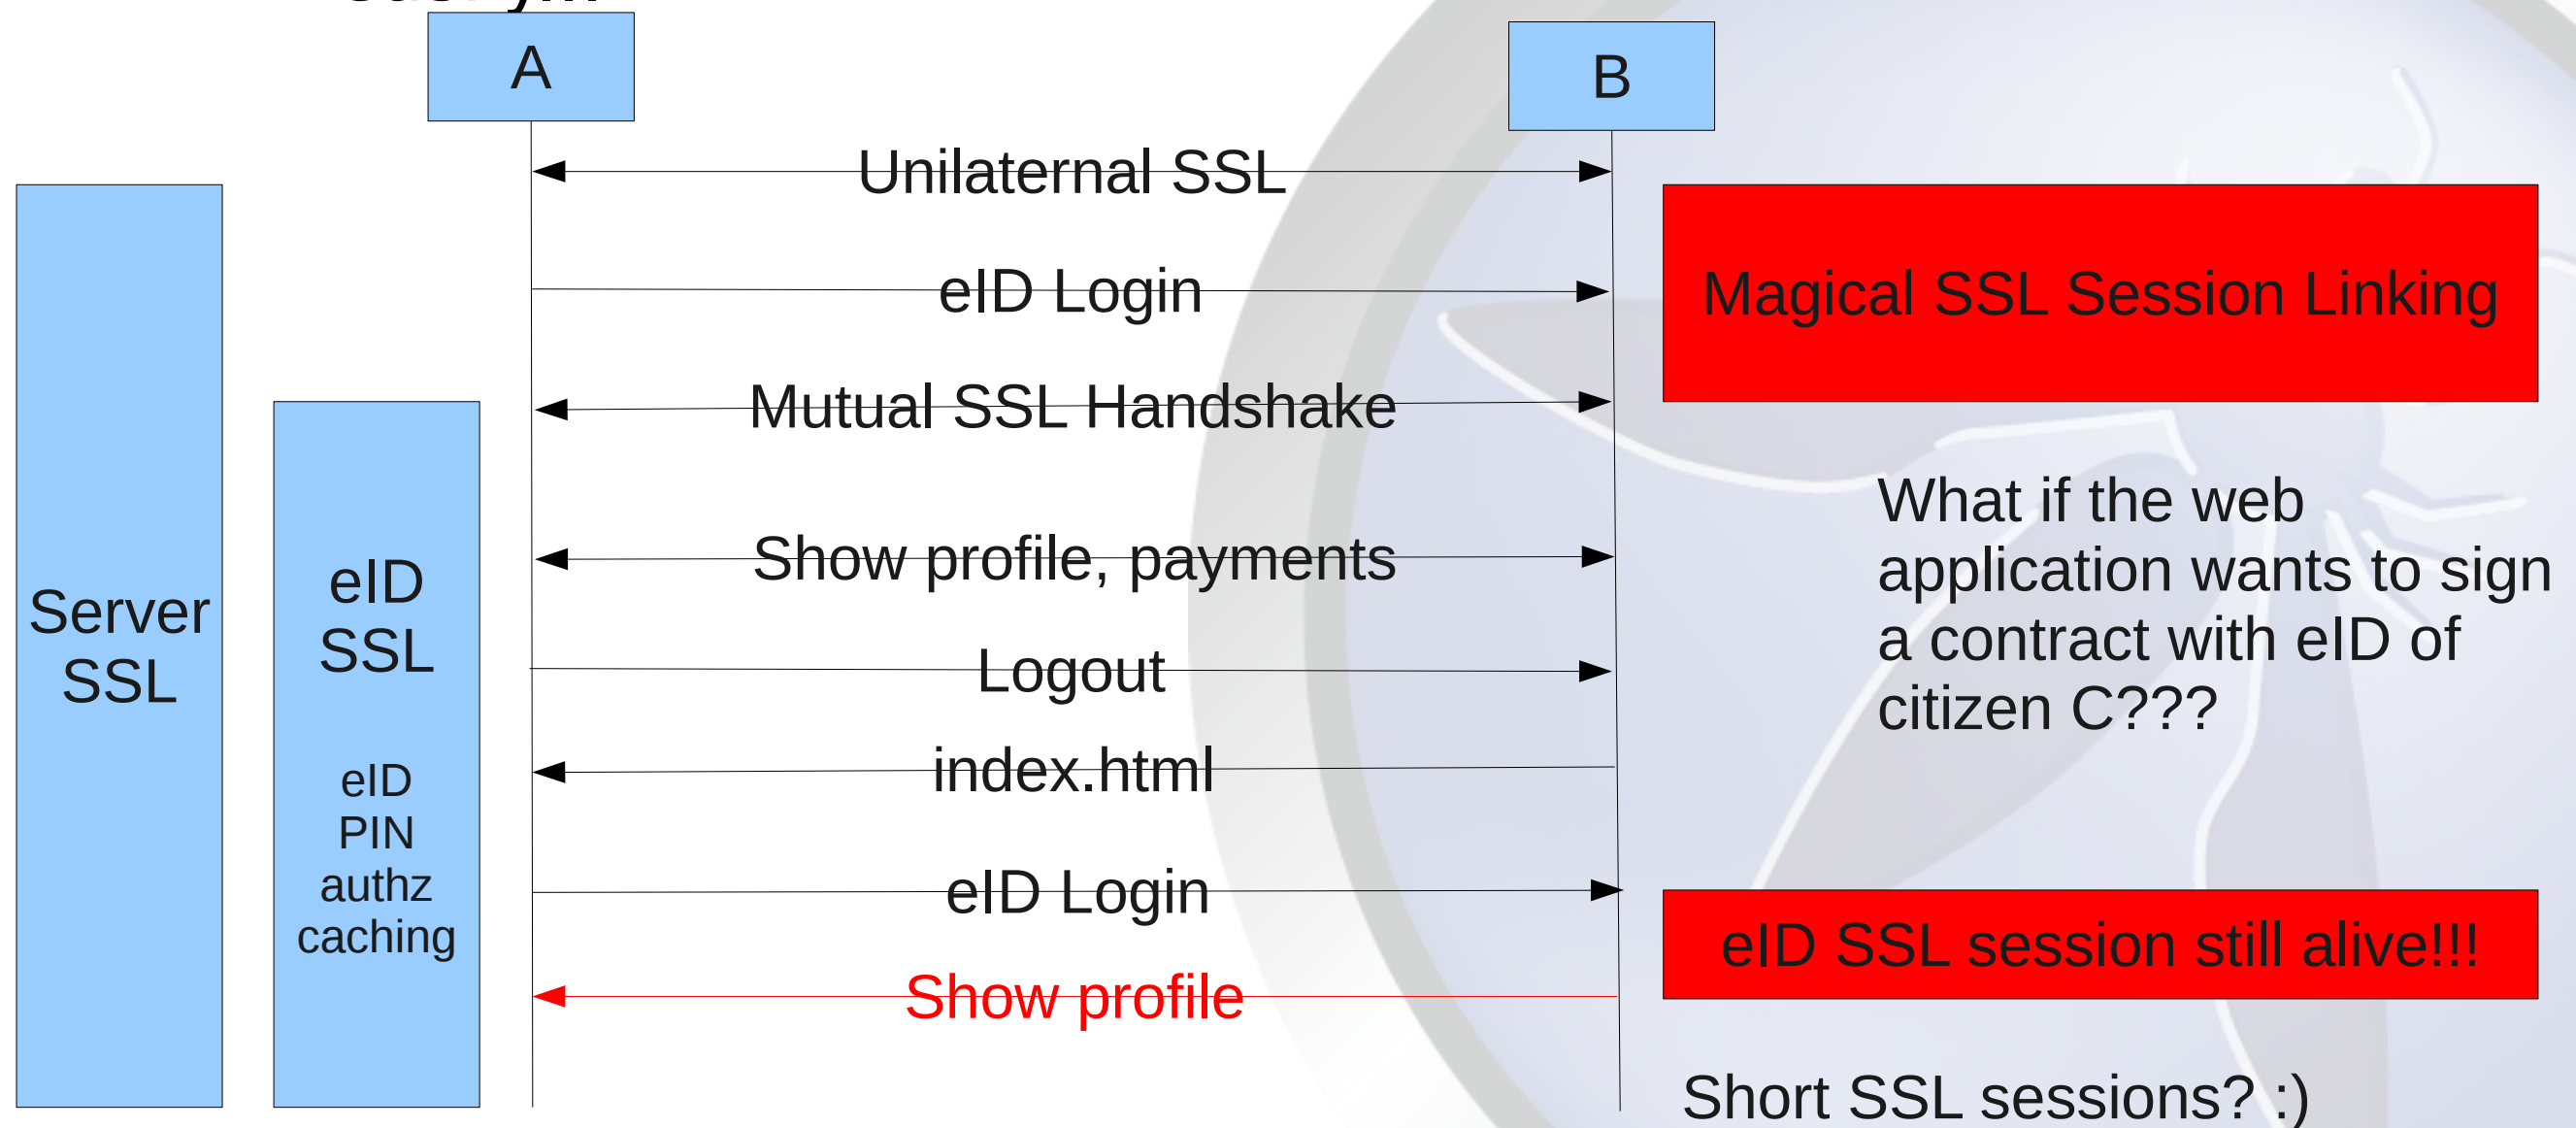 A
B
Unilaternal SSL
eID Login
Magical SSL Session Linking
Mutual SSL Handshake
What if the web
application wants to sign
a contract with eID of
citizen C???
Show profile, payments
Server
SSL
eID
SSL
eID
PIN
authz
caching
Logout
index.html
eID Login
eID SSL session still alive!!!
Show profile
Short SSL sessions? :)